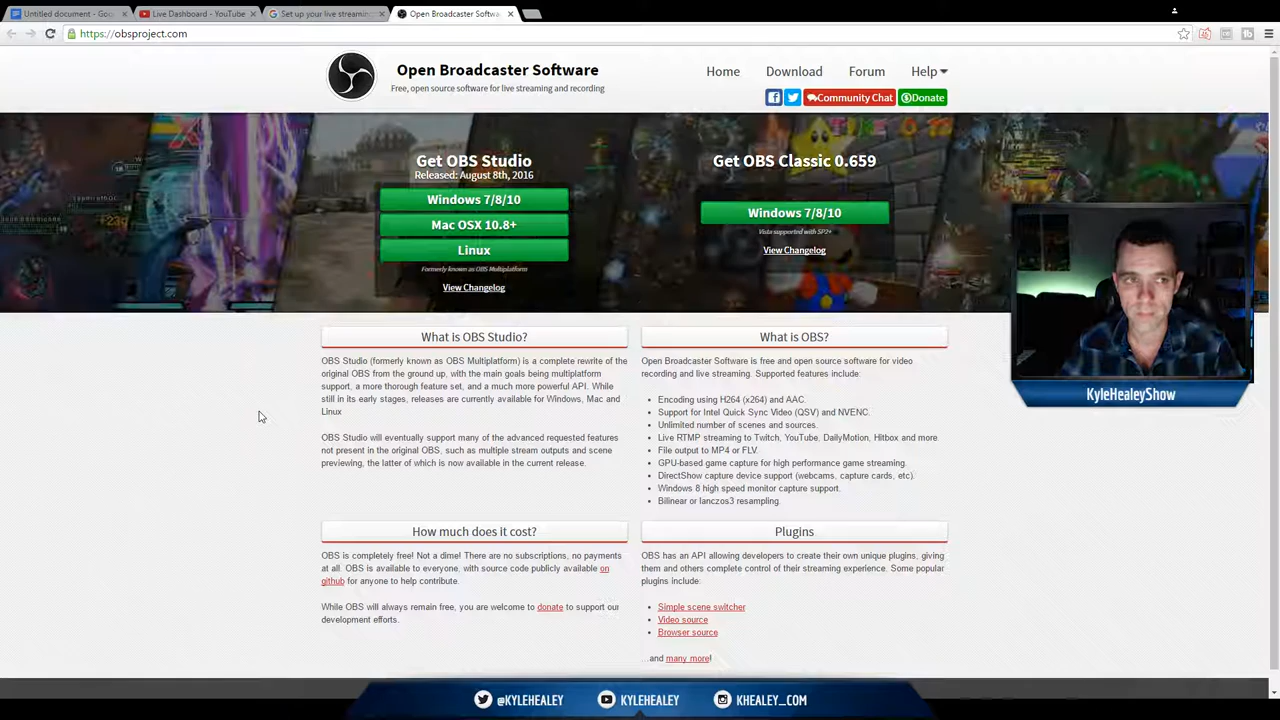 Untitled document - Goo
Live Dashboard - YouTube
Set up your live streaming
Open Broadcaster Softwa
https://obsproject.com
Open Broadcaster Software
Free, open source software for live streaming and recording
Home
Download
Forum
Help
Community Chat
Donate
Get OBS Studio
Released: August 8th, 2016
Windows 7/8/10
Mac OSX 10.8+
Linux
Formerly known as OBS Multiplatform
View Changelog
Get OBS Classic 0.659
Windows 7/8/10
Vista supported with SP2+
View Changelog
KyleHealeyShow
What is OBS Studio?
OBS Studio (formerly known as OBS Multiplatform) is a complete rewrite of the
original OBS from the ground up, with the main goals being multiplatform
support, a more thorough feature set, and a much more powerful API. While
still in its early stages, releases are currently available for Windows, Mac and
Linux
OBS Studio will eventually support many of the advanced requested features
not present in the original OBS, such as multiple stream outputs and scene
previewing, the latter of which is now available in the current release.
What is OBS?
Open Broadcaster Software is free and open source software for video
recording and live streaming. Supported features include:
Encoding using H264 (x264) and AAC.
Support for Intel Quick Sync Video (QSV) and NVENC.
Unlimited number of scenes and sources.
Live RTMP streaming to Twitch, YouTube, DailyMotion, Hitbox and more.
File output to MP4 or FLV.
GPU-based game capture for high performance game streaming.
DirectShow capture device support (webcams, capture cards, etc).
Windows 8 high speed monitor capture support.
Bilinear or lanczos3 resampling.
How much does it cost?
OBS is completely free! Not a dime! There are no subscriptions, no payments
at all. OBS is available to everyone, with source code publicly available on
github for anyone to help contribute.
While OBS will always remain free, you are welcome to donate to support our
development efforts.
Plugins
OBS has an API allowing developers to create their own unique plugins, giving
them and others complete control of their streaming experience. Some popular
plugins include:
Simple scene switcher
Video source
Browser source
...and many more!
@KYLEHEALEY
KYLEHEALEY
KHEALEY_COM